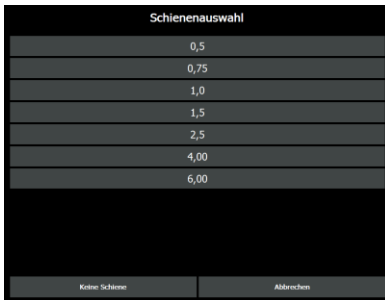 Schienenauswahl
0,5
0,75
1,0
1,5
2,5
4,00
6,00
Keine Schiene
Abbrechen